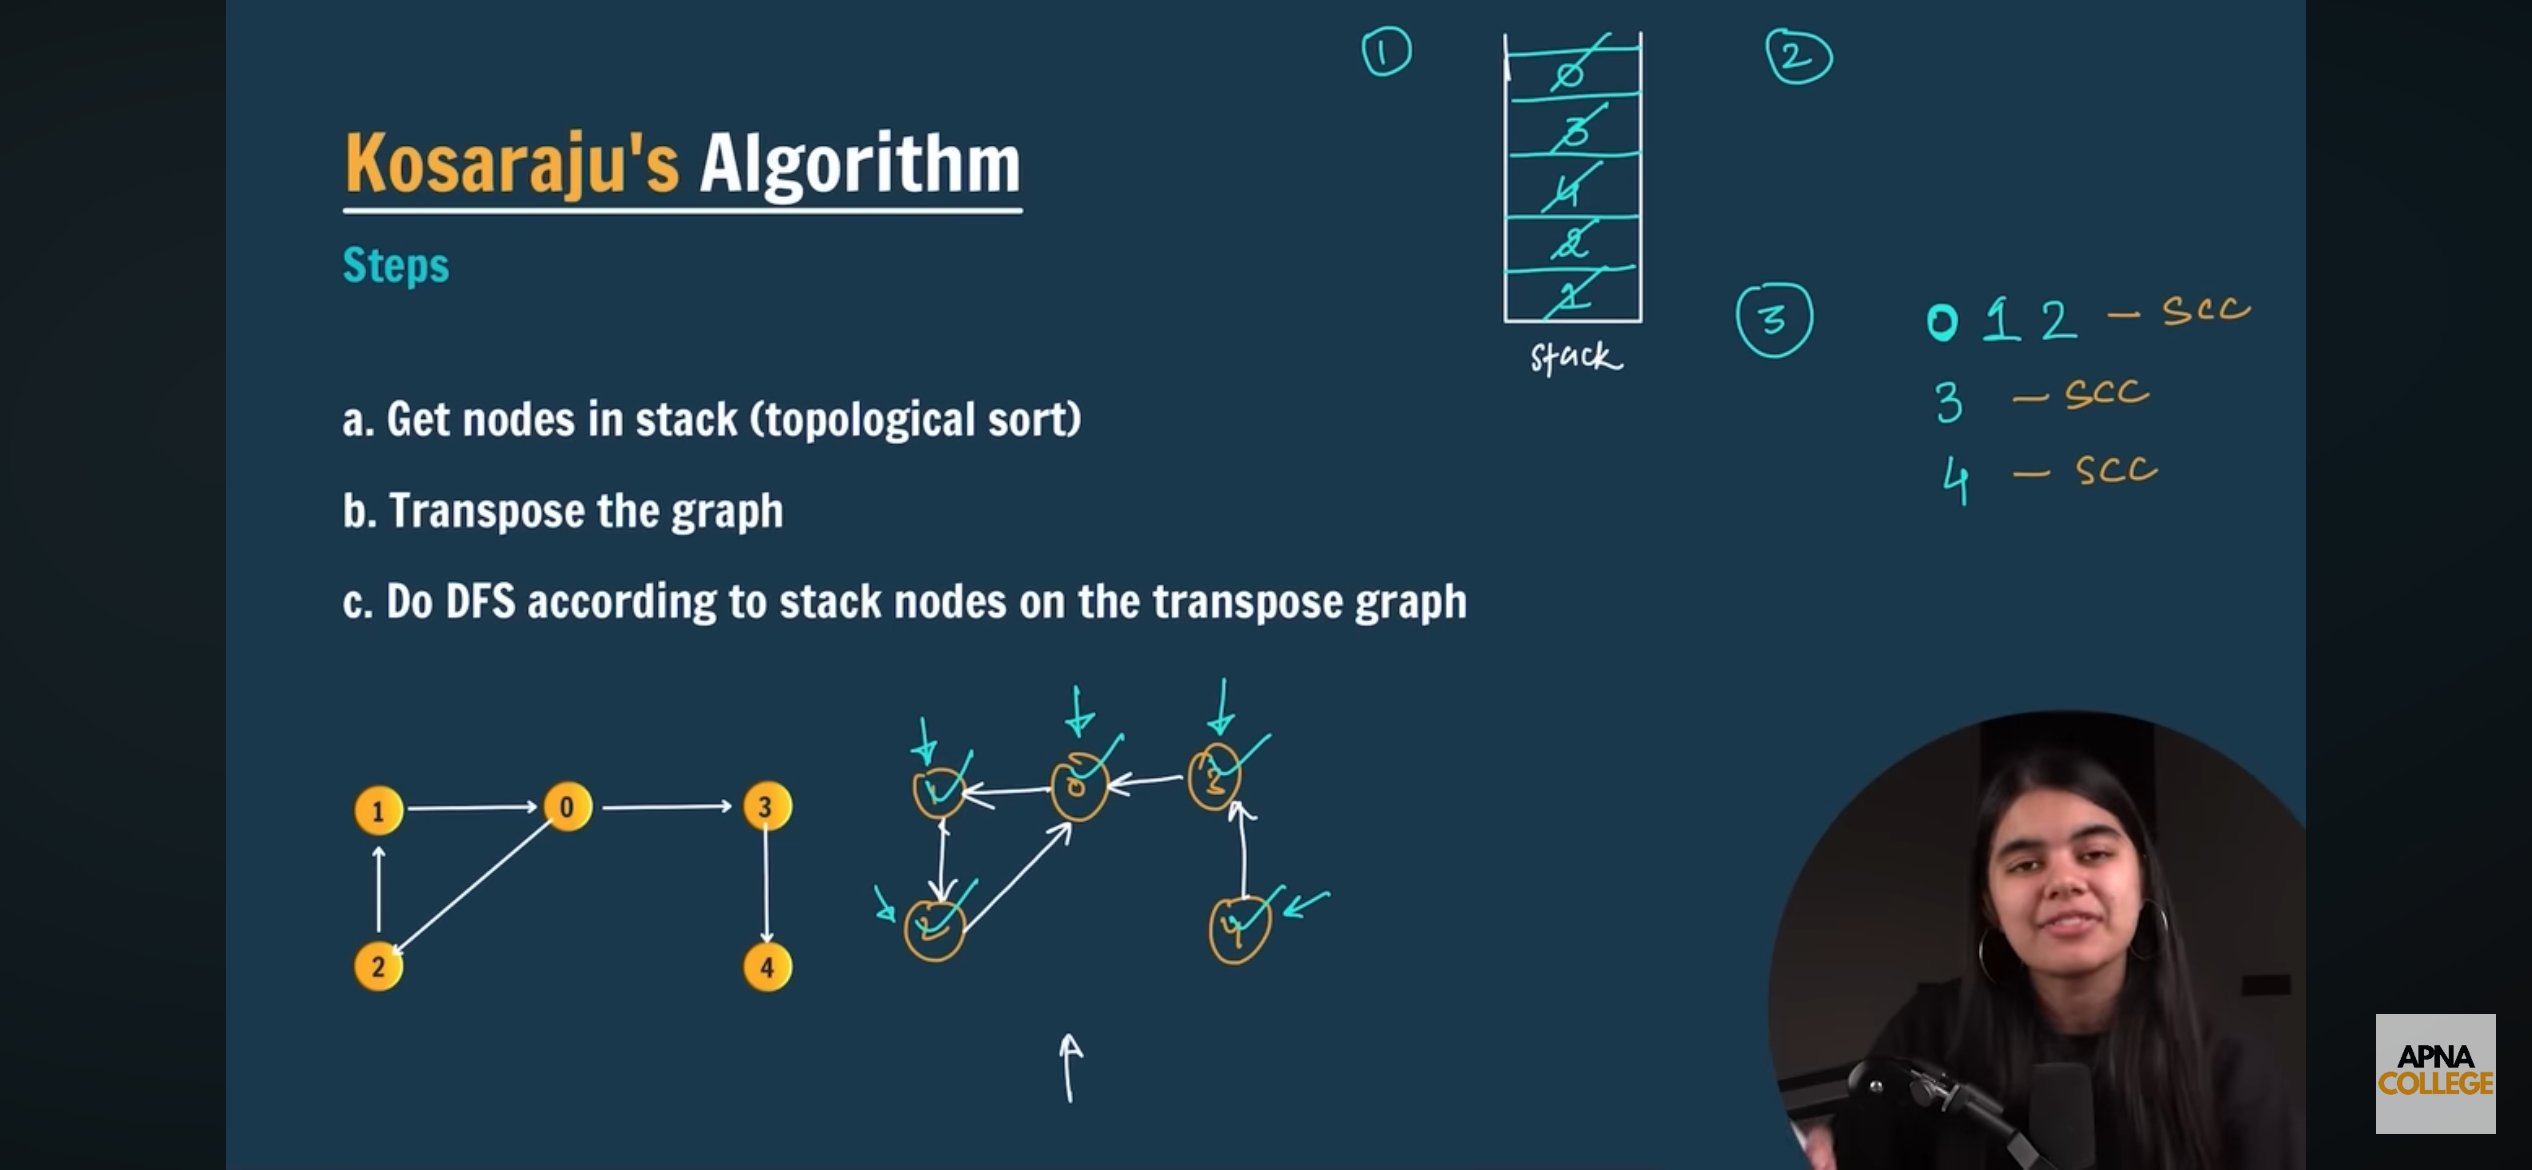 Kosaraju's Algorithm
Steps
a. Get nodes in stack (topological sort)
b. Transpose the graph
c. Do DFS according to stack nodes on the transpose graph
1
0
3
4
2
1
stack
2
3
0 1 2 - SCC
3 - SCC
4 - SCC
1 0 3
2 4
1 0 3
2 4
APNA
COLLEGE